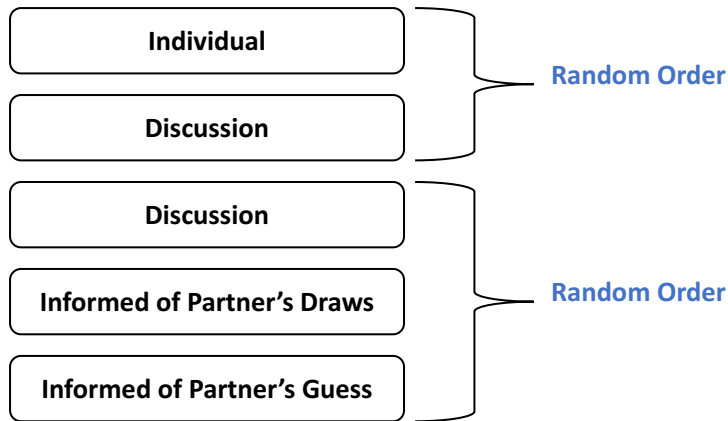 Individual
Random Order
Discussion
Discussion
Informed of Partner’s Draws
Random Order
Informed of Partner’s Guess